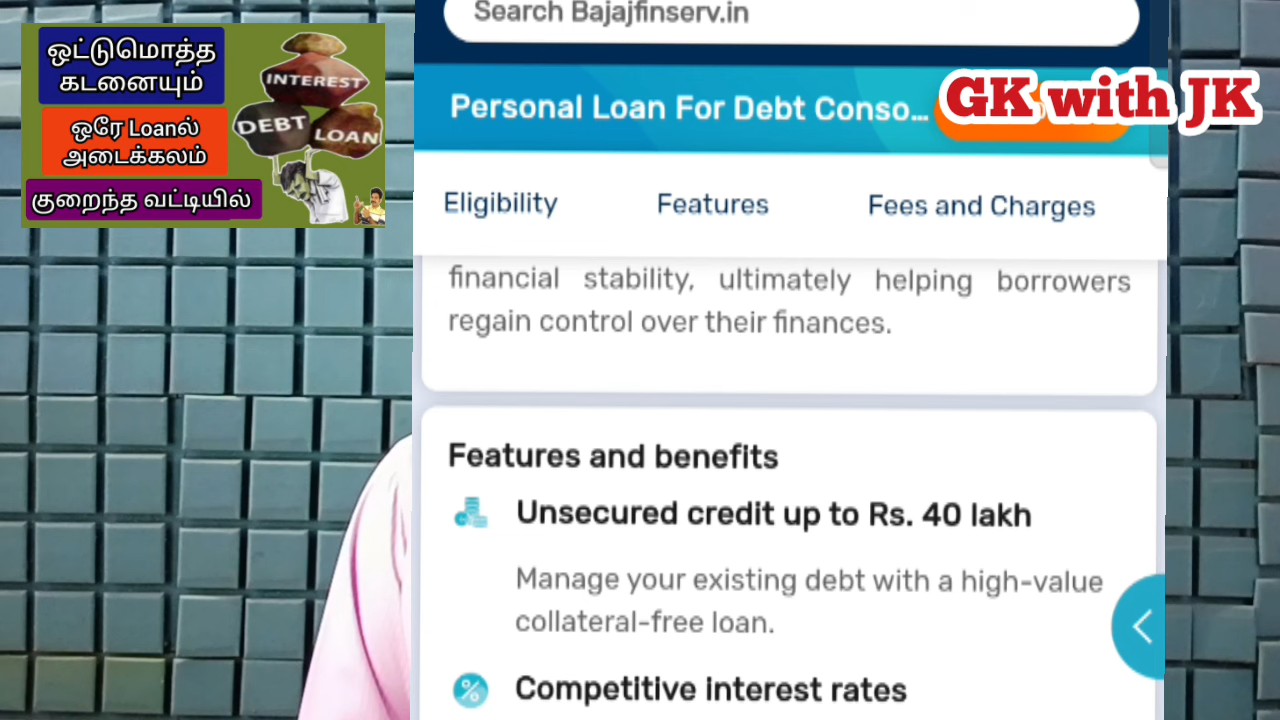 ஒட்டுமொத்த
கடனையும்
ஒரே Loanல்
அடைக்கலம்
குறைந்த வட்டியில்
INTEREST
DEBT
LOAN
Search Bajajfinserv.in
GK with JK
Personal Loan For Debt Conso...
Eligibility
Features
Fees and Charges
financial stability, ultimately helping borrowers
regain control over their finances.
Features and benefits
Unsecured credit up to Rs. 40 lakh
Manage your existing debt with a high-value
collateral-free loan.
Competitive interest rates